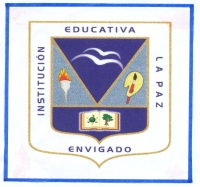 INSTITUCIÓN
EDUCATIVA
LA PAZ
ENVIGADO